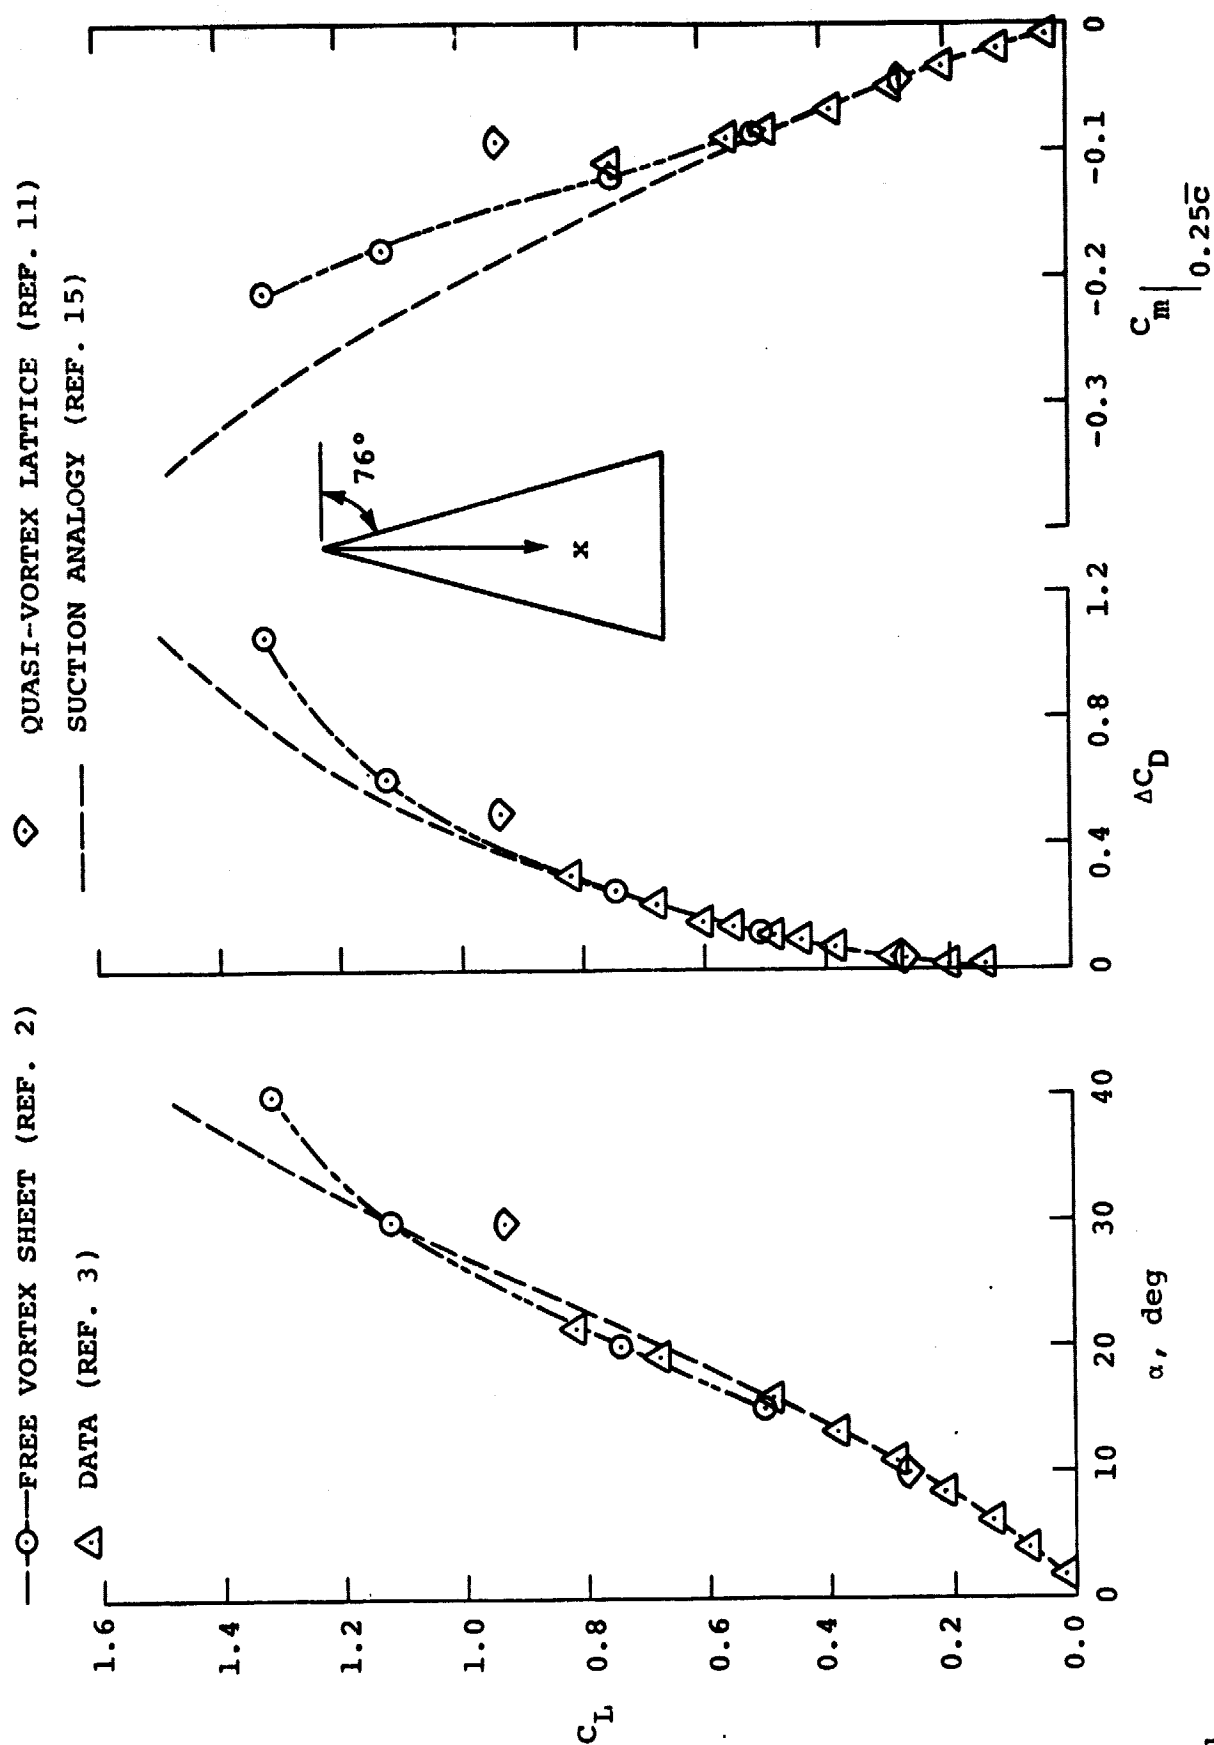 FREE VORTEX SHEET (REF. 2)
QUASI-VORTEX LATTICE (REF. 11)
DATA (REF. 3)
SUCTION ANALOGY (REF. 15)
1.6
1.4
1.2
1.0
0.8
0.6
0.4
0.2
0.0
C_L
0 10 20 30 40
α, deg
0 0.4 0.8 1.2
ΔC_D
76°
x
-0.3 -0.2 -0.1 0
C_m|0.25c̄